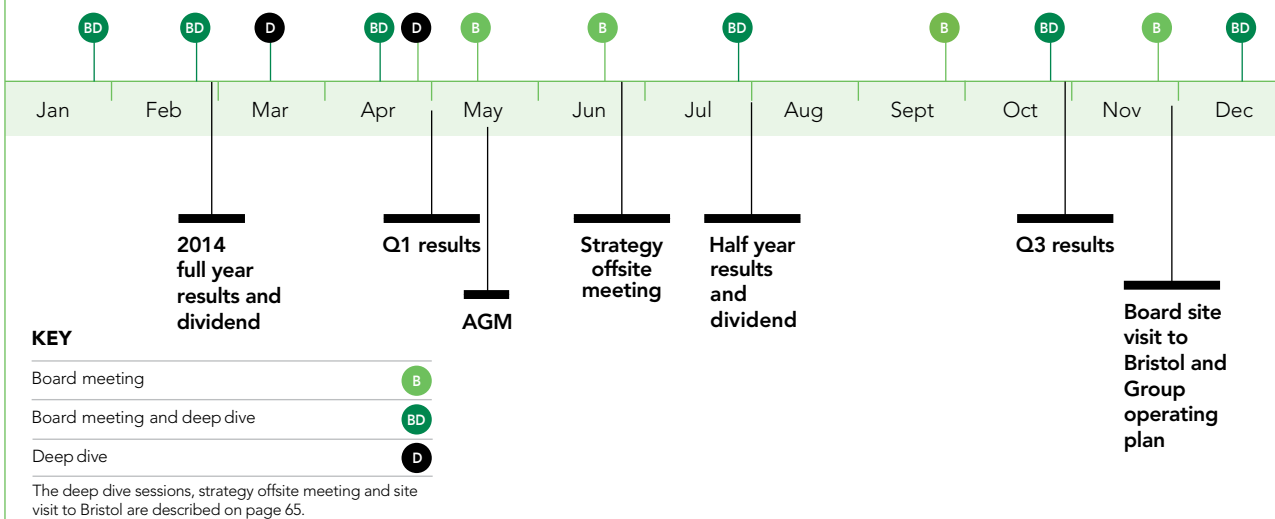 BD
BD
D
BD
D
B
B
BD
B
BD
B
BD
Jan
Feb
Mar
Apr
May
Jun
Jul
Aug
Sept
Oct
Nov
Dec
2014
full year
results and
dividend
Q1 results
AGM
Strategy
offsite
meeting
Half year
results
and
dividend
Q3 results
Board site
visit to
Bristol and
Group
operating
plan
KEY
Board meeting B
Board meeting and deep dive BD
Deep dive D
The deep dive sessions, strategy offsite meeting and site
visit to Bristol are described on page 65.